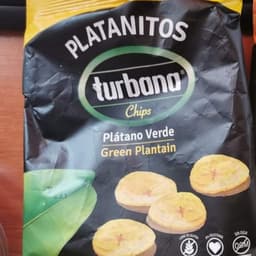 PLATANITOS
turbana®
Chips
Plátano Verde
Green Plantain